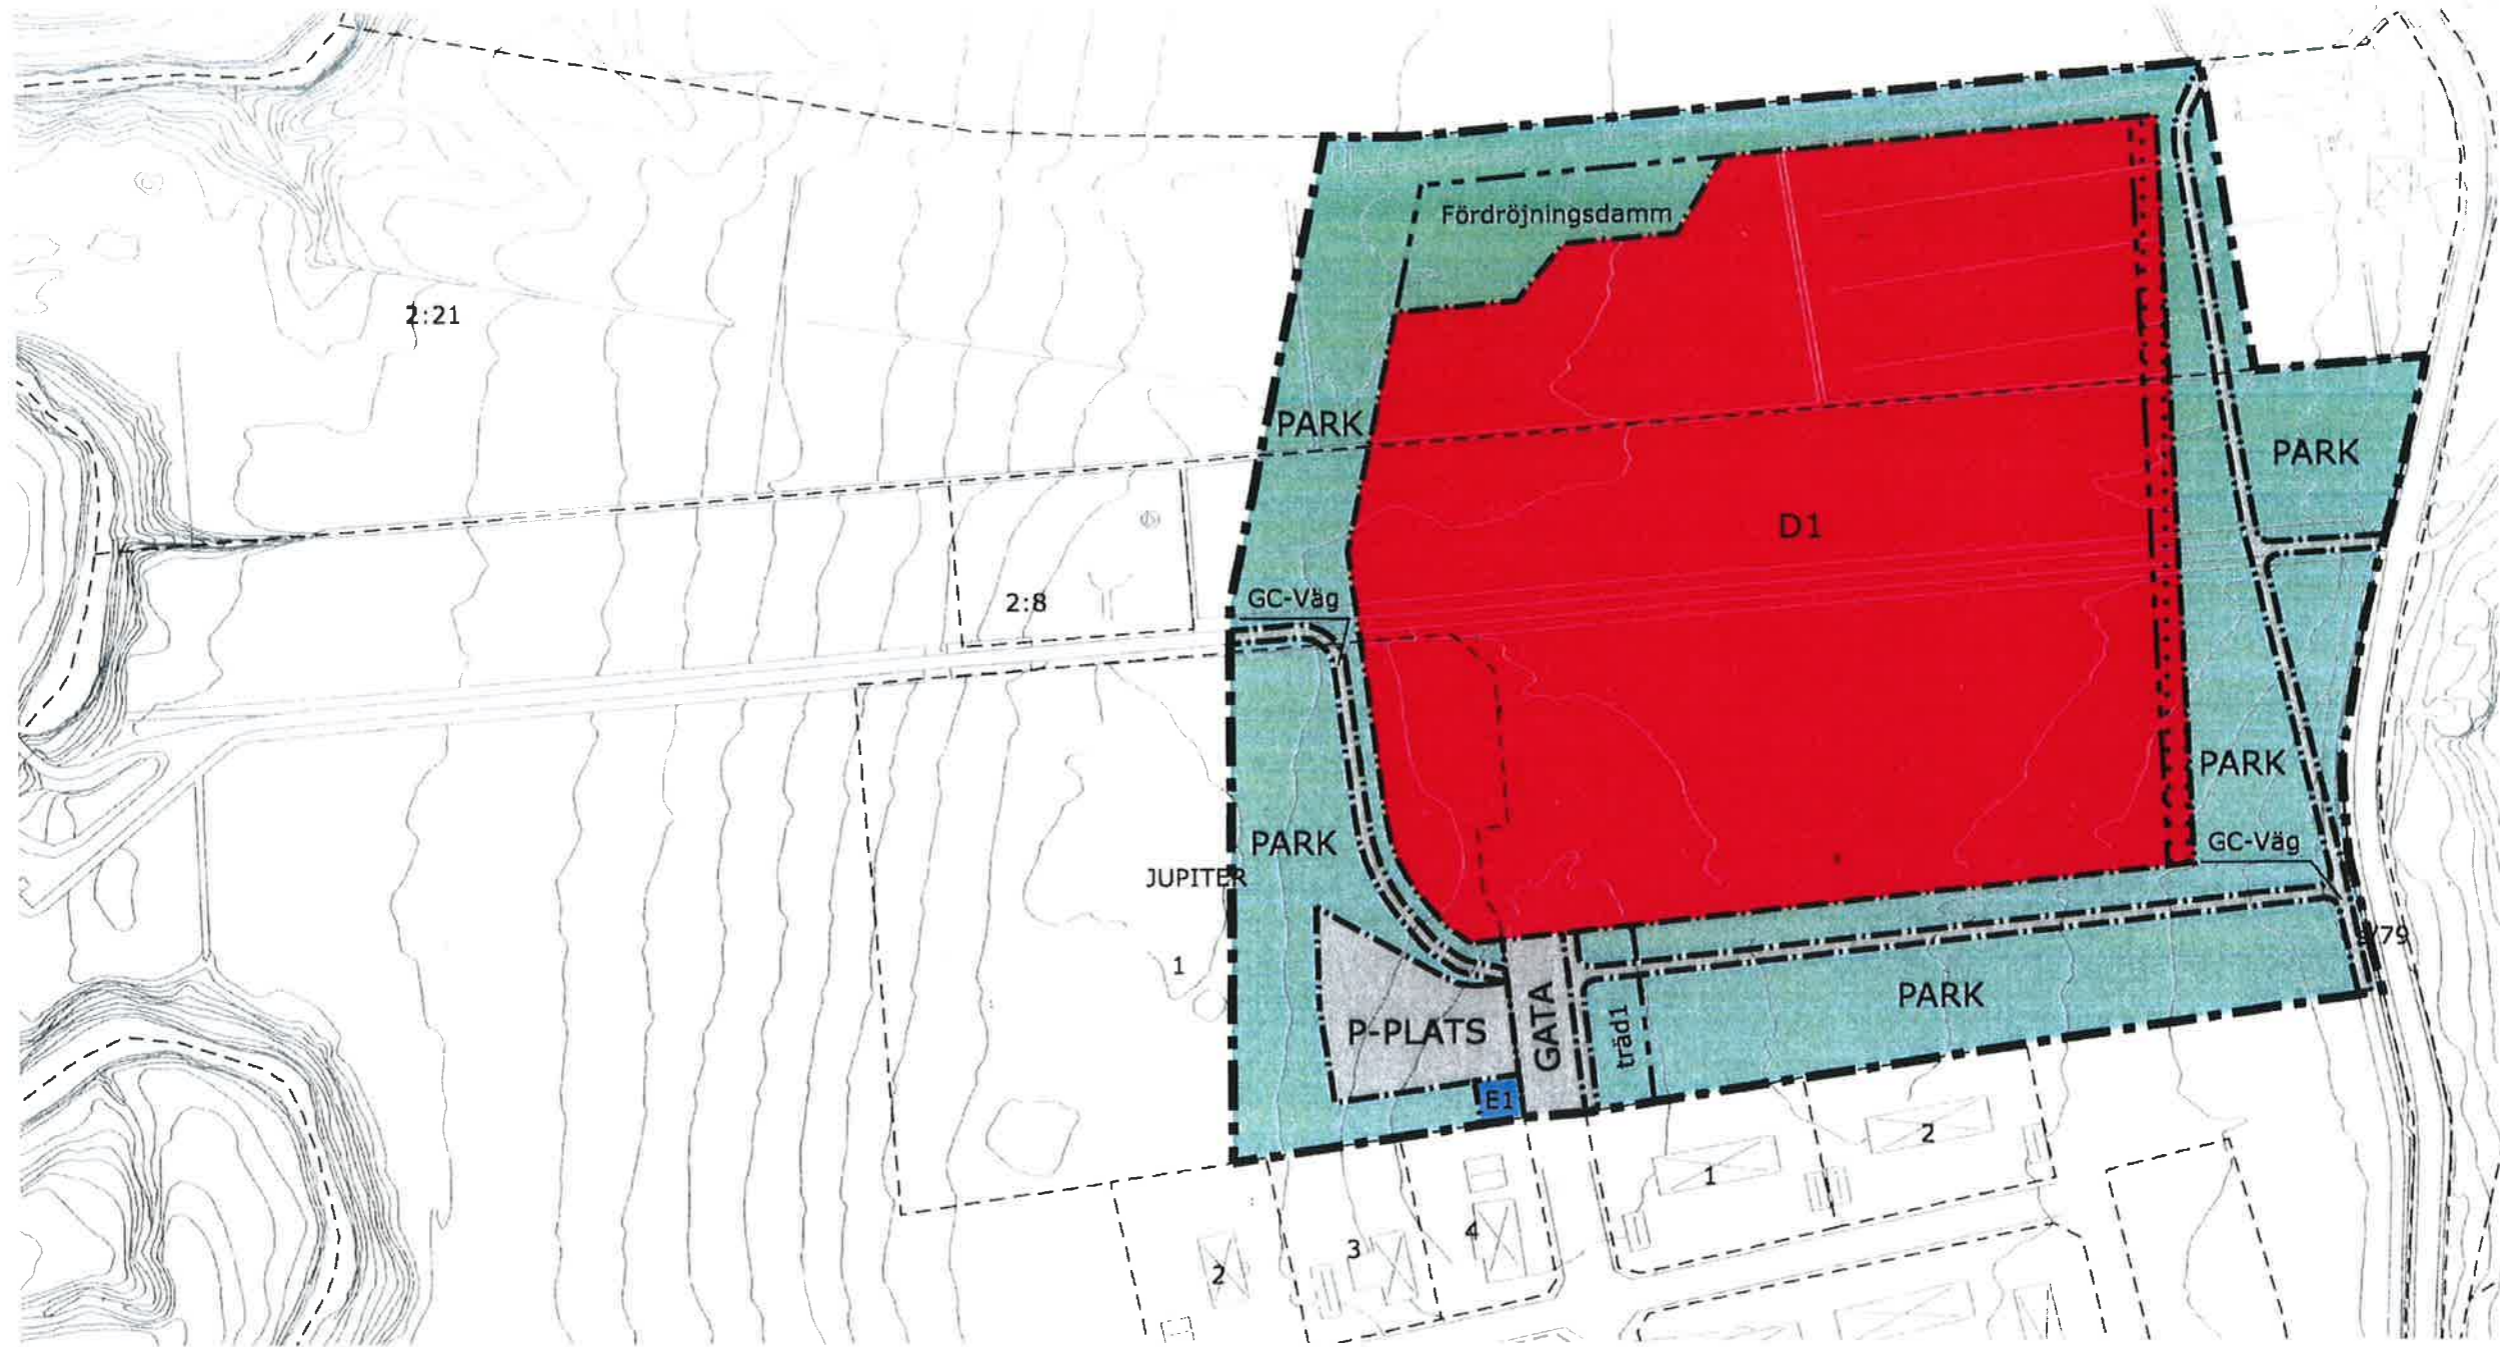 Fördröjningsdamm
2:21
PARK
PARK
D1
GC-Väg
2:8
PARK
PARK
GC-Väg
JUPITER
1
PARK
P-PLATS
GATA
träd1
E1
2
1
4
3
2